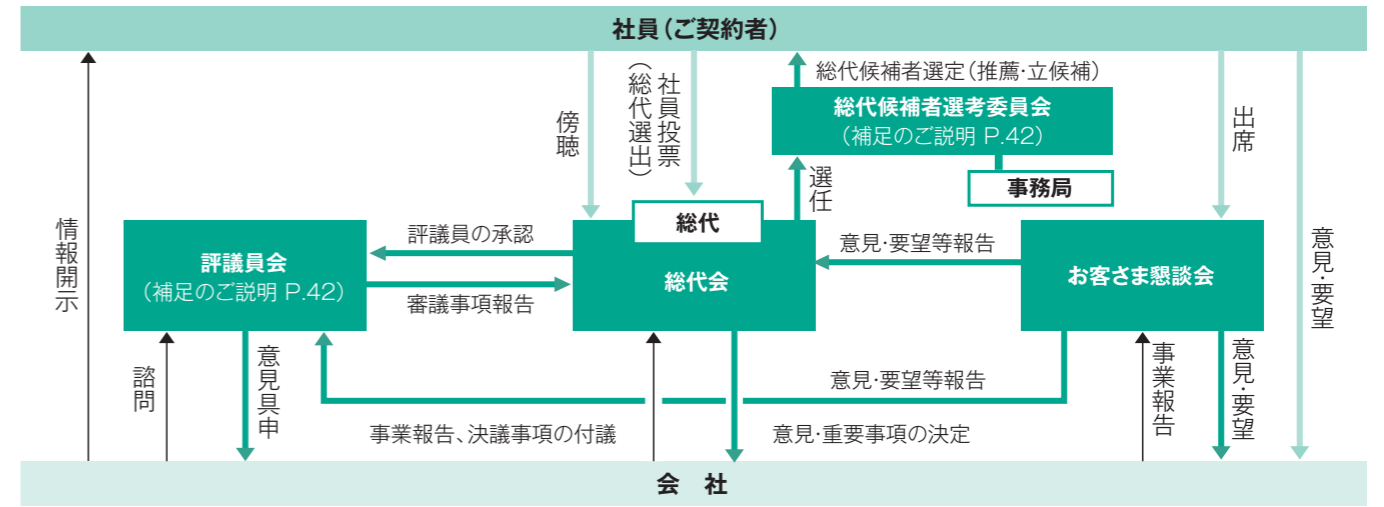 社員（ご契約者）
総代候補者選定（推薦・立候補）
総代候補者選考委員会
（補足のご説明 P.42）
事務局
傍聴
社員投票
（総代選出）
選任
出席
情報開示
意見・要望
総代
総代会
評議員の承認
審議事項報告
評議員会
（補足のご説明 P.42）
意見・要望等報告
お客さま懇談会
諮問
意見具申
意見・要望等報告
事業報告
意見・要望
事業報告、決議事項の付議
意見・重要事項の決定
会　社